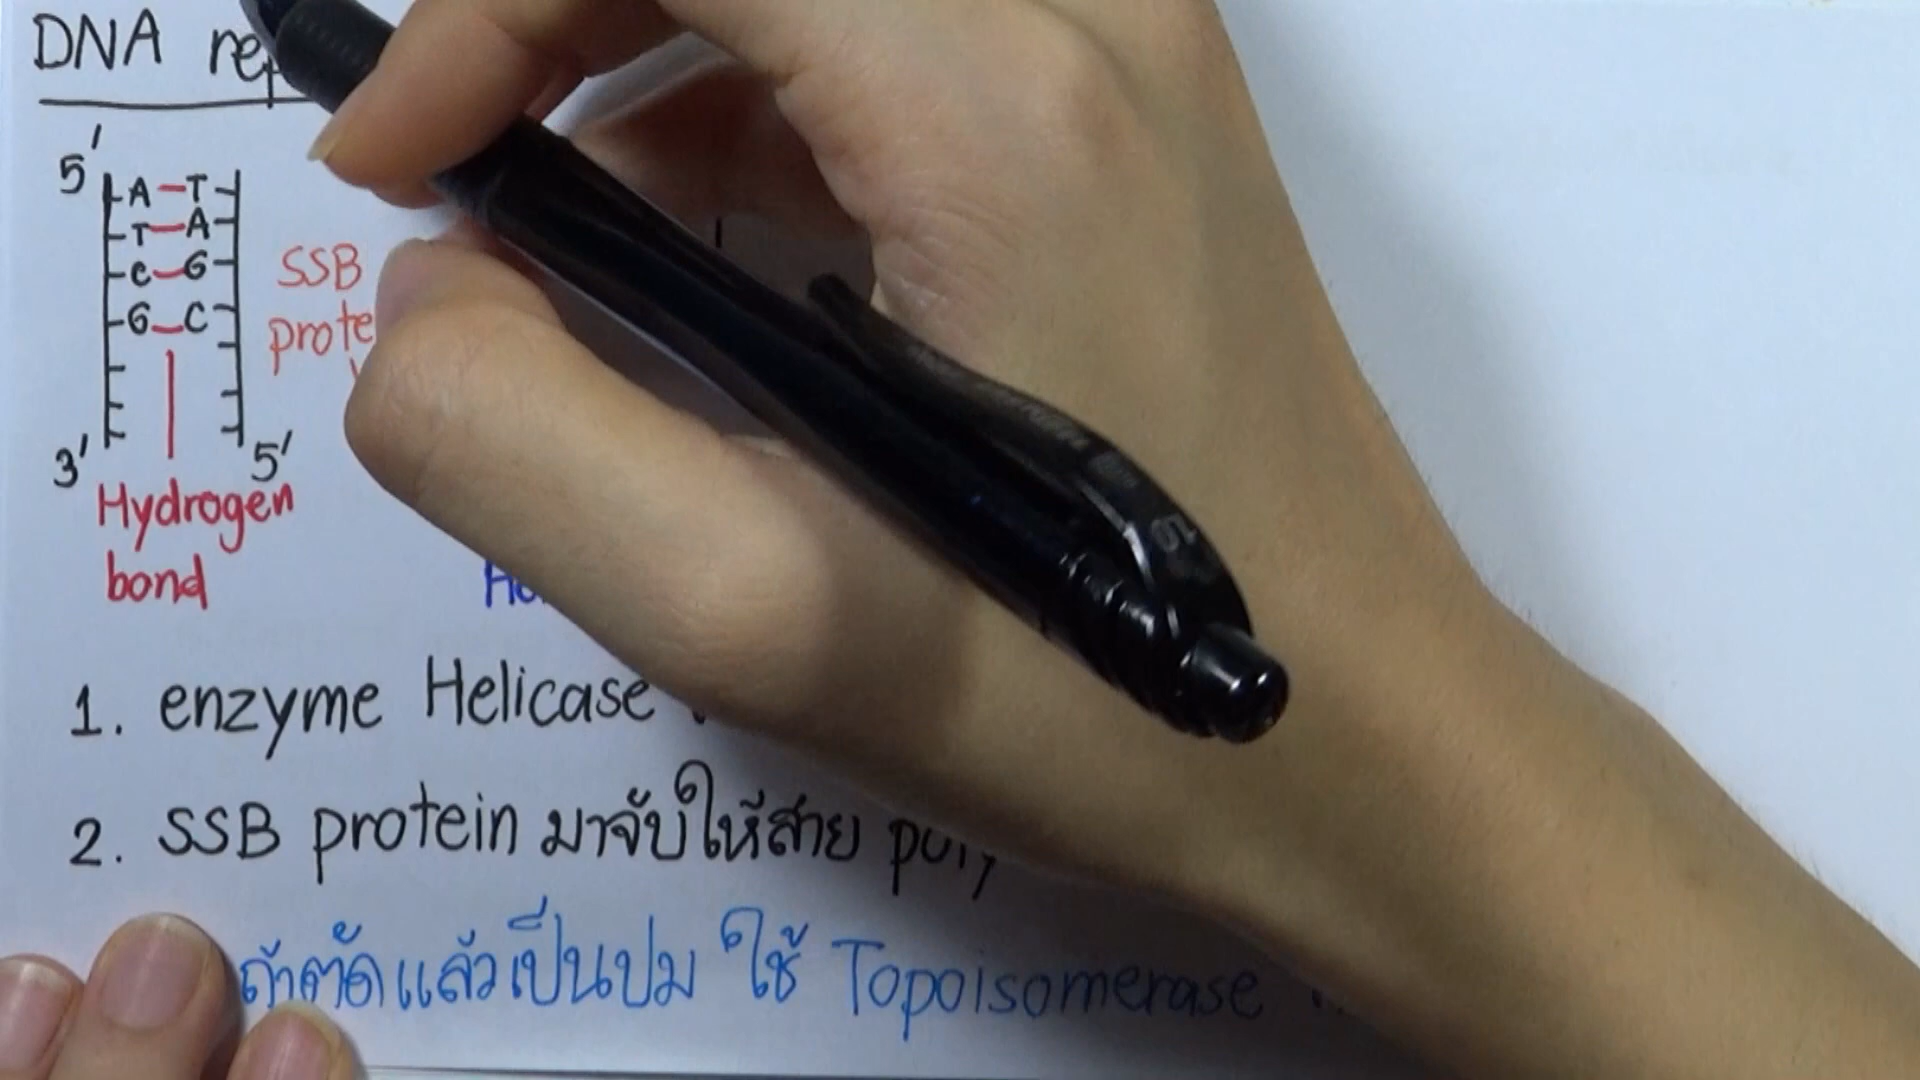 DNA rep
5'
A T
T A
C G
G C
3' 5'
SSB
prote
Hydrogen
bond
1. enzyme Helicase
2. SSB protein มาจับให้สาย poly
ถ้าตัดแล้วเป็นปม ใช้ Topoisomerase